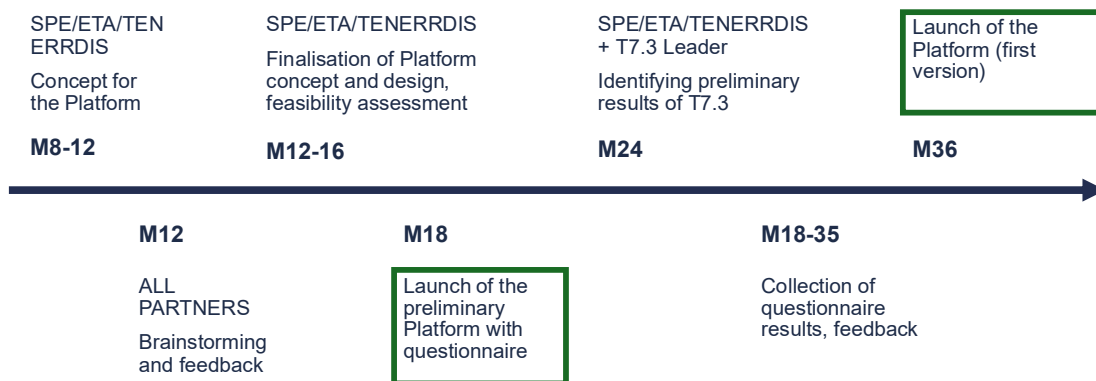 SPE/ETA/TEN
ERRDIS
Concept for
the Platform
M8-12
SPE/ETA/TENERRDIS
Finalisation of Platform
concept and design,
feasibility assessment
M12-16
SPE/ETA/TENERRDIS
+ T7.3 Leader
Identifying preliminary
results of T7.3
M24
Launch of the
Platform (first
version)
M36
M12
ALL
PARTNERS
Brainstorming
and feedback
M18
Launch of the
preliminary
Platform with
questionnaire
M18-35
Collection of
questionnaire
results, feedback